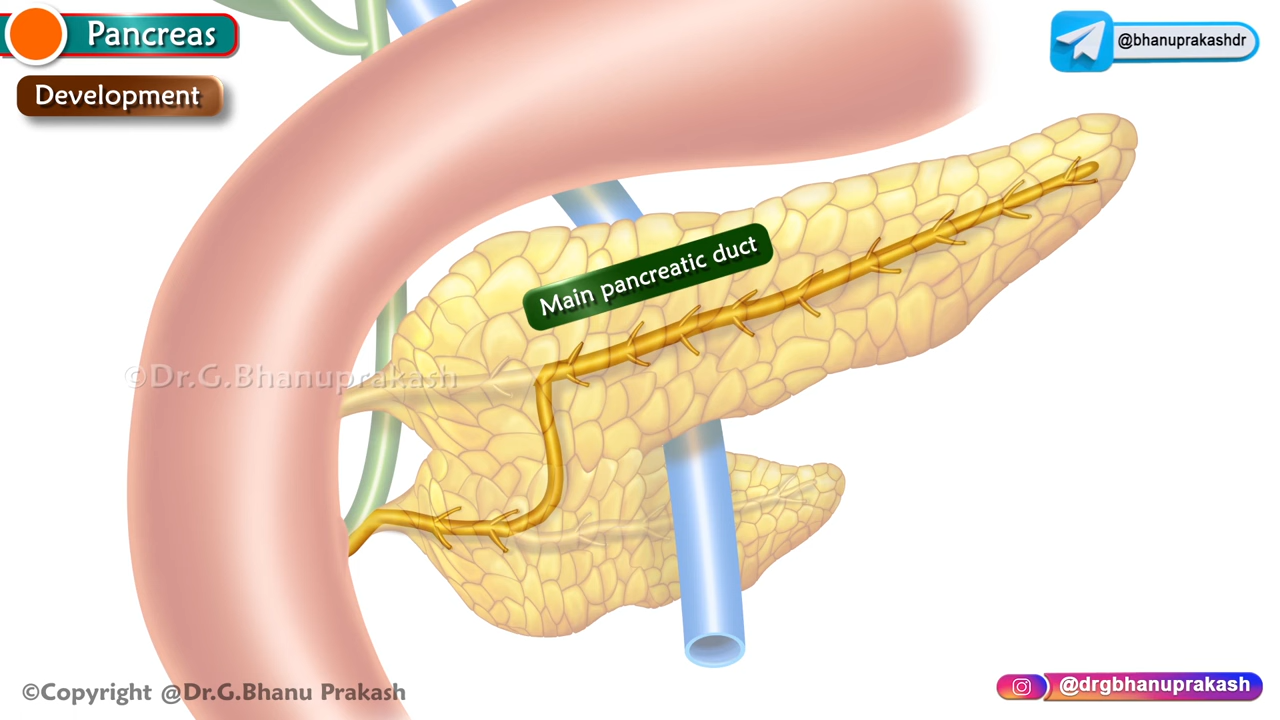 Pancreas
@bhanuprakashdr
Development
Main pancreatic duct
©Dr.G.Bhanuprakash
©Copyright @Dr.G.Bhanu Prakash
@drgbhanuprakash